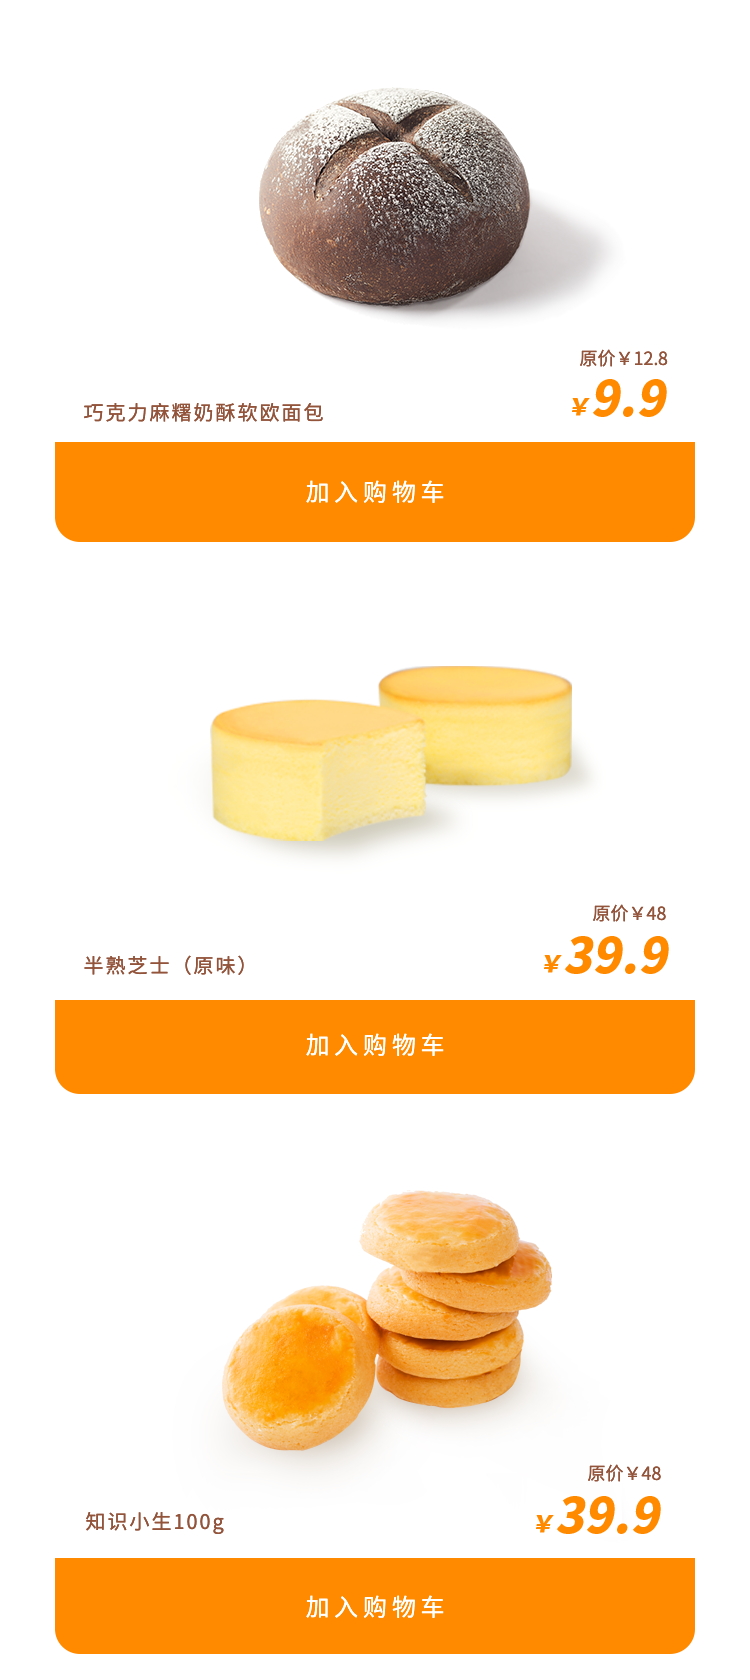 原价￥12.8
￥9.9
巧克力麻糬奶酥软欧面包
加入购物车
原价￥48
￥39.9
半熟芝士（原味）
加入购物车
原价￥48
￥39.9
知识小生100g
加入购物车